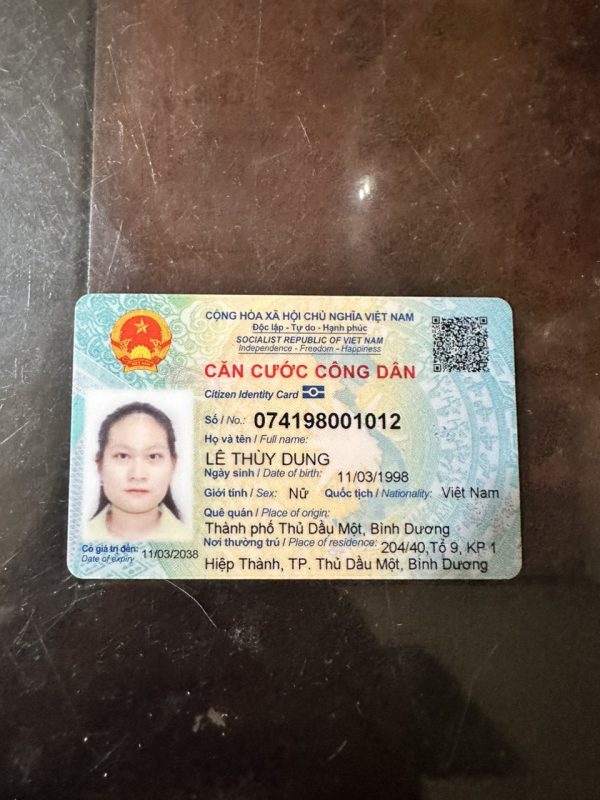 CỘNG HÒA XÃ HỘI CHỦ NGHĨA VIỆT NAM
Độc lập - Tự do - Hạnh phúc
SOCIALIST REPUBLIC OF VIET NAM
Independence - Freedom - Happiness
CĂN CƯỚC CÔNG DÂN
Citizen Identity Card
Số / No.: 074198001012
Họ và tên / Full name:
LÊ THÙY DUNG
Ngày sinh / Date of birth: 11/03/1998
Giới tính / Sex: Nữ Quốc tịch / Nationality: Việt Nam
Quê quán / Place of origin:
Thành phố Thủ Dầu Một, Bình Dương
Nơi thường trú / Place of residence: 204/40,Tổ 9, KP 1
Hiệp Thành, TP. Thủ Dầu Một, Bình Dương
Có giá trị đến: 11/03/2038
Date of expiry